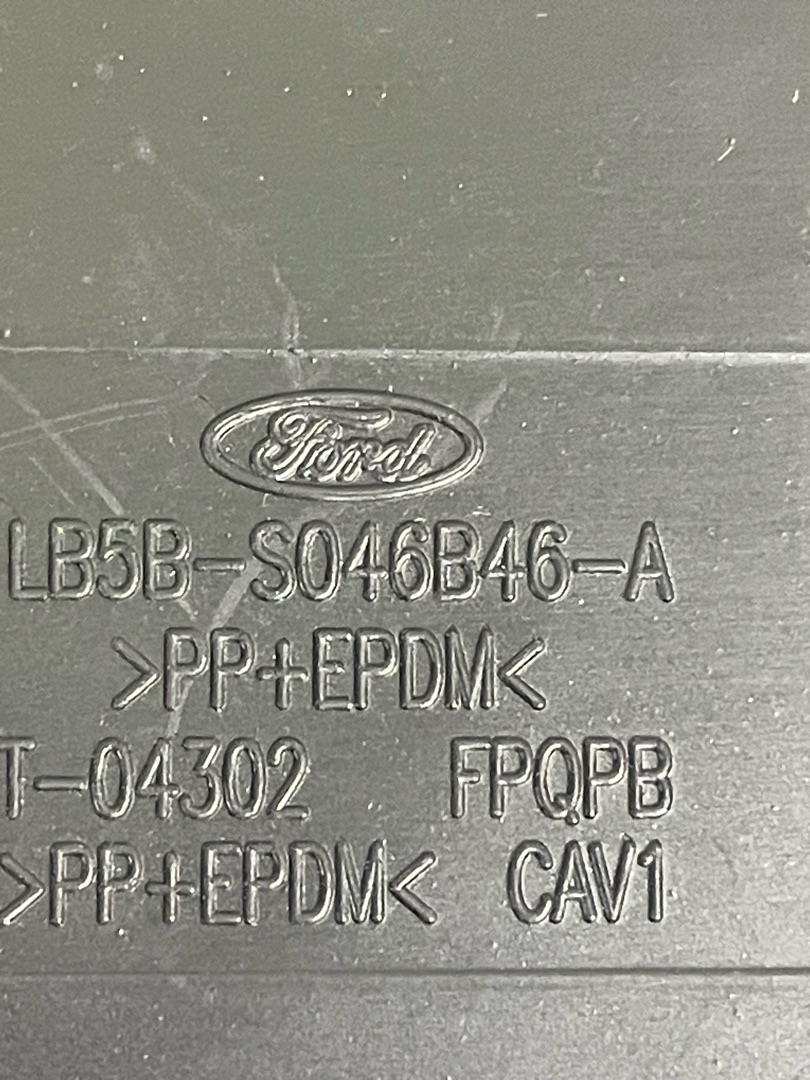 Ford
LB5B-S046B46-A
>PP+EPDM<
T-04302 FPQPB
>PP+EPDM< CAV1